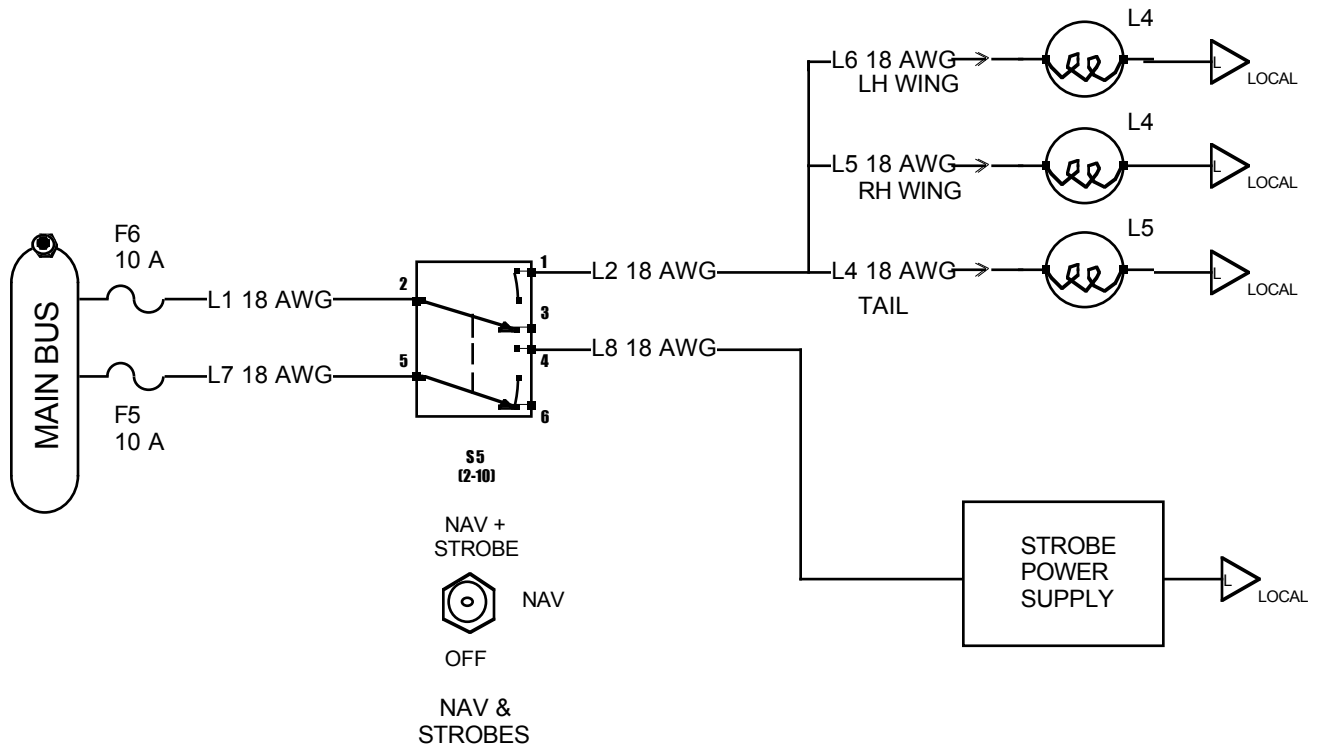 L4
L6 18 AWG
LH WING
L
LOCAL
L4
L5 18 AWG
RH WING
L
LOCAL
L5
L4 18 AWG
TAIL
L
LOCAL
MAIN BUS
F6
10 A
L1 18 AWG
L7 18 AWG
F5
10 A
2
5
1
3
4
6
L2 18 AWG
L8 18 AWG
S5
(2-10)
NAV +
STROBE
NAV
OFF
NAV &
STROBES
STROBE
POWER
SUPPLY
L
LOCAL